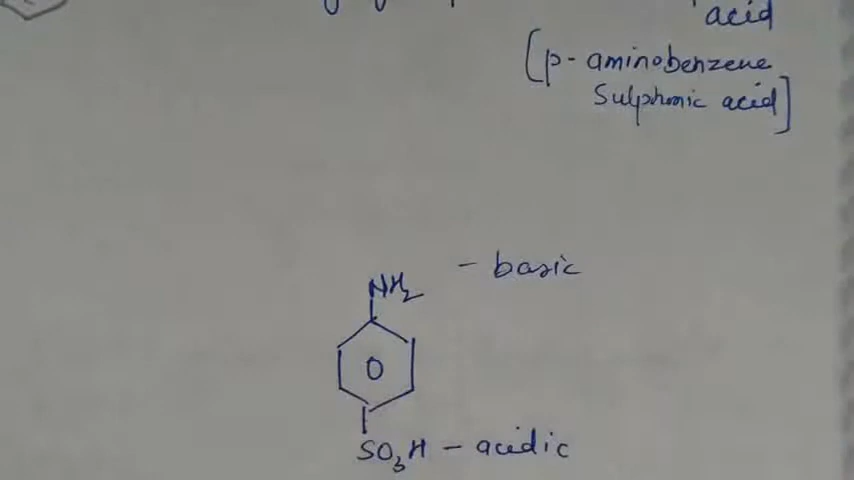 acid
[p- aminobenzene
Sulphonic acid]
NH2 - basic
SO3H - acidic